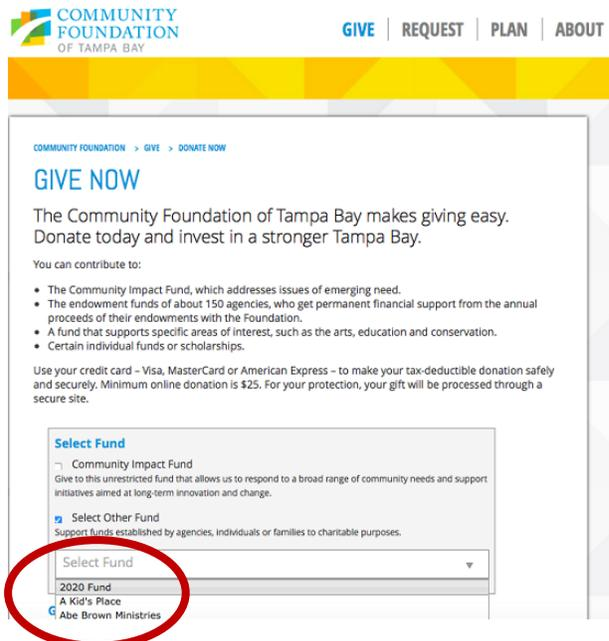 COMMUNITY
FOUNDATION
OF TAMPA BAY
GIVE | REQUEST | PLAN | ABOUT
COMMUNITY FOUNDATION > GIVE > DONATE NOW
GIVE NOW
The Community Foundation of Tampa Bay makes giving easy.
Donate today and invest in a stronger Tampa Bay.
You can contribute to:
• The Community Impact Fund, which addresses issues of emerging need.
• The endowment funds of about 150 agencies, who get permanent financial support from the annual
proceeds of their endowments with the Foundation.
• A fund that supports specific areas of interest, such as the arts, education and conservation.
• Certain individual funds or scholarships.
Use your credit card – Visa, MasterCard or American Express – to make your tax-deductible donation safely
and securely. Minimum online donation is $25. For your protection, your gift will be processed through a
secure site.
Select Fund
Community Impact Fund
Give to this unrestricted fund that allows us to respond to a broad range of community needs and support
initiatives aimed at long-term innovation and change.
Select Other Fund
Support funds established by agencies, individuals or families to charitable purposes.
Select Fund
2020 Fund
A Kid's Place
Abe Brown Ministries